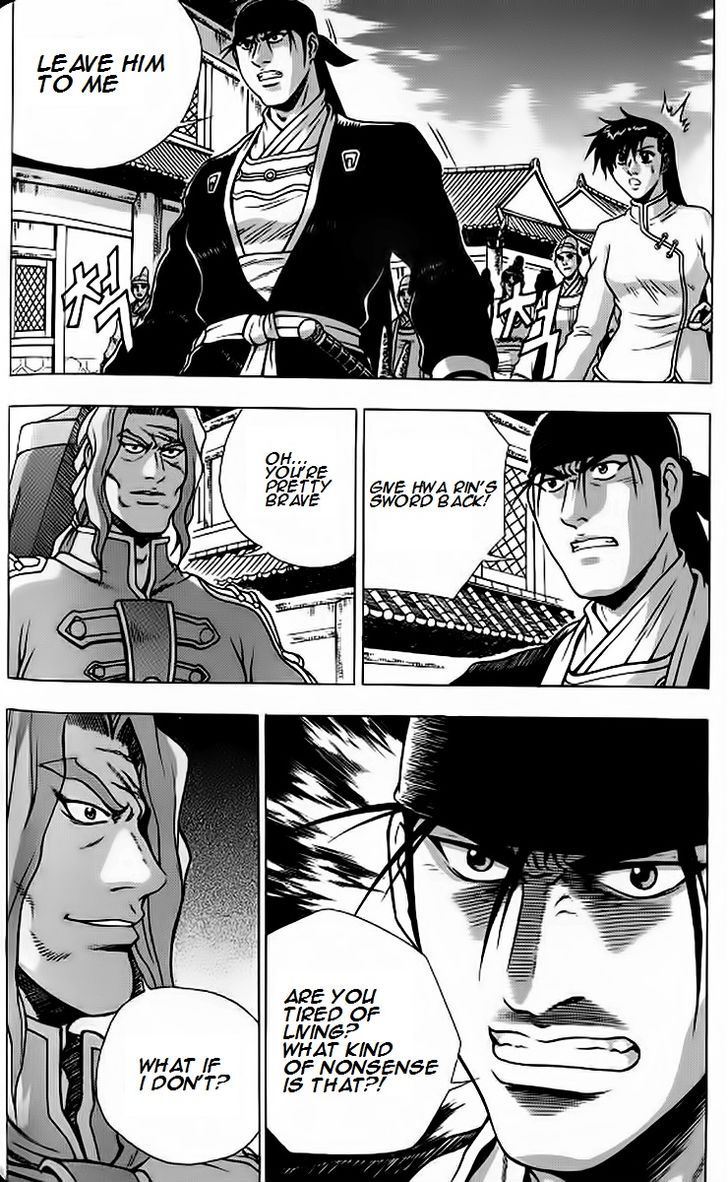 LEAVE HIM
TO ME
GIVE HWA RIN'S
SWORD BACK!
OH...
YOU'RE
PRETTY
BRAVE
ARE YOU
TIRED OF
LIVING?
WHAT KIND
OF NONSENSE
IS THAT?!
WHAT IF
I DON'T?